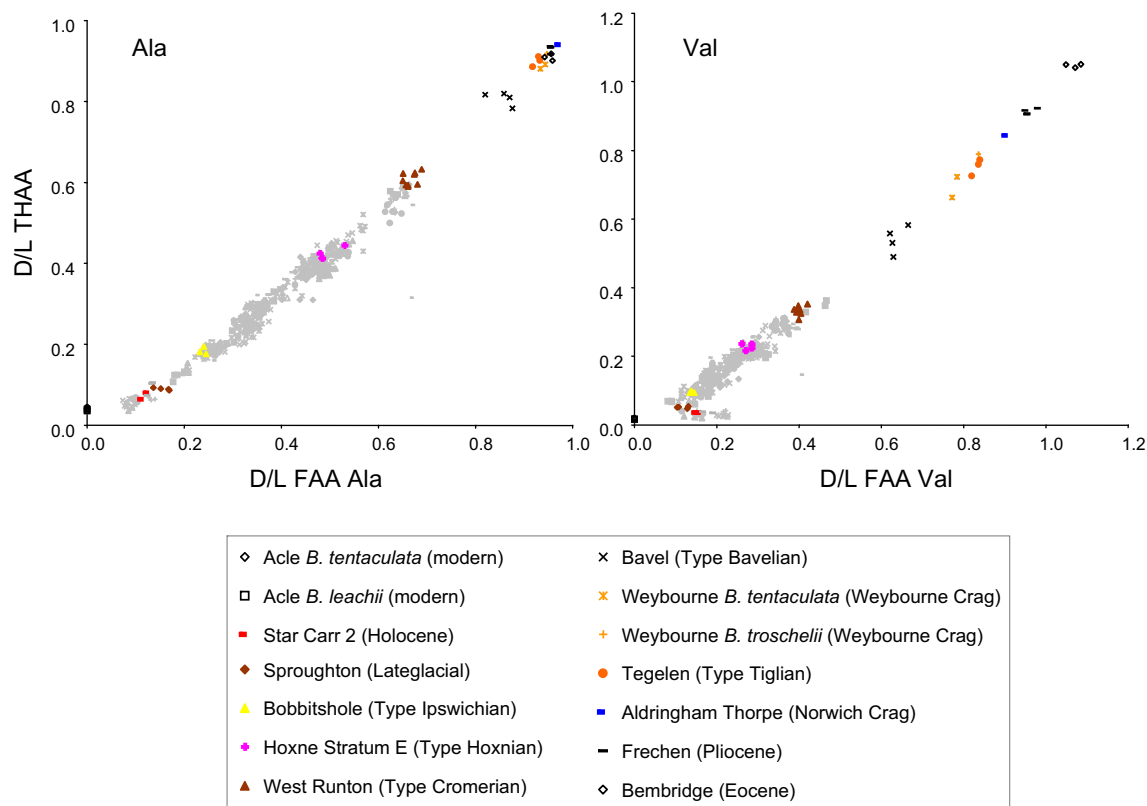 Ala
1.0
0.8
0.6
0.4
0.2
0.0
D/L THAA
0.0 0.2 0.4 0.6 0.8 1.0
D/L FAA Ala
Val
1.2
1.0
0.8
0.6
0.4
0.2
0.0
0.0 0.2 0.4 0.6 0.8 1.0 1.2
D/L FAA Val
Acle B. tentaculata (modern)
Acle B. leachii (modern)
Star Carr 2 (Holocene)
Sproughton (Lateglacial)
Bobbitshole (Type Ipswichian)
Hoxne Stratum E (Type Hoxnian)
West Runton (Type Cromerian)
Bavel (Type Bavelian)
Weybourne B. tentaculata (Weybourne Crag)
Weybourne B. troschelii (Weybourne Crag)
Tegelen (Type Tiglian)
Aldringham Thorpe (Norwich Crag)
Frechen (Pliocene)
Bembridge (Eocene)